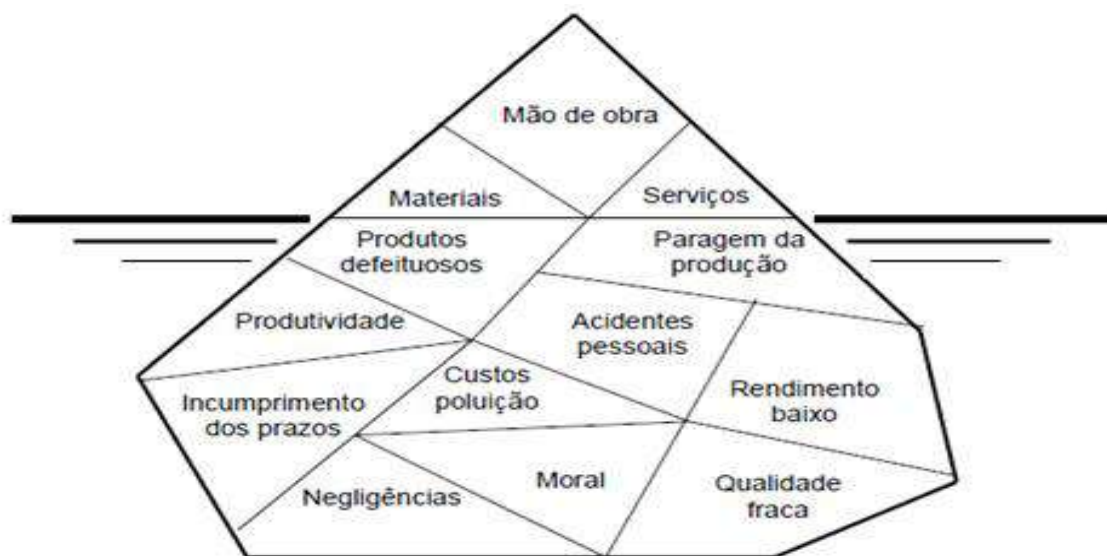 Mão de obra
Materiais
Serviços
Produtos
defeituosos
Paragem da
produção
Produtividade
Acidentes
pessoais
Incumprimento
dos prazos
Custos
poluição
Rendimento
baixo
Negligências
Moral
Qualidade
fraca